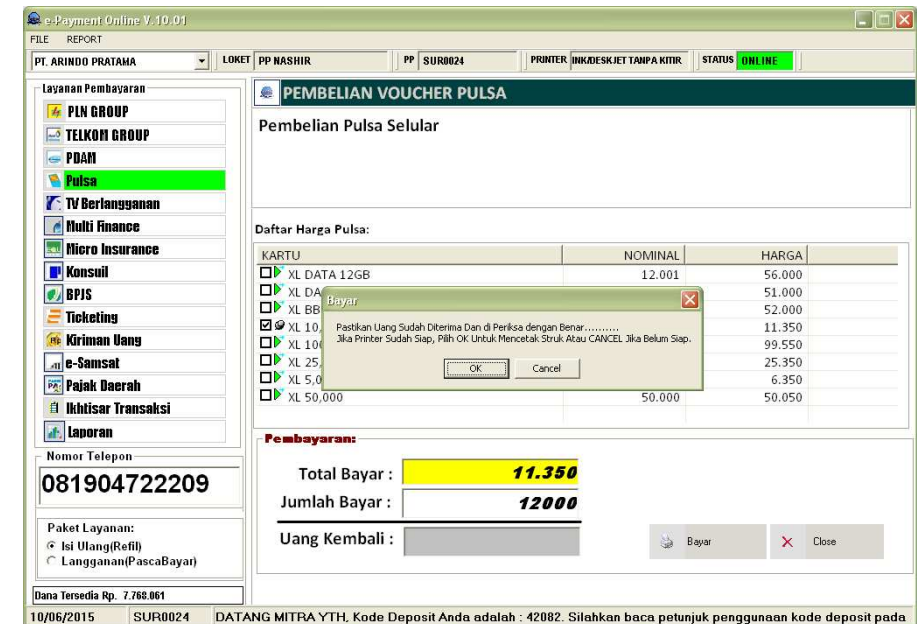 e-Payment Online V.10.01
FILE REPORT
PT. ARINDO PRATAMA LOKET PP NASHIR PP SUR0024 PRINTER INK/DESKJET TANPA KITIR STATUS ONLINE
Layanan Pembayaran
PLN GROUP
TELKOM GROUP
PDAM
Pulsa
TV Berlangganan
Multi Finance
Micro Insurance
Konsuil
BPJS
Ticketing
Kiriman Uang
e-Samsat
Pajak Daerah
Ikhtisar Transaksi
Laporan
Nomor Telepon
081904722209
Paket Layanan:
Isi Ulang(Refil)
Langganan(PascaBayar)
Dana Tersedia Rp. 7.768.061
PEMBELIAN VOUCHER PULSA
Pembelian Pulsa Selular
Daftar Harga Pulsa:
KARTU NOMINAL HARGA
XL DATA 12GB 12.001 56.000
XL DA 51.000
XL BB 52.000
XL 10, 11.350
XL 10 99.550
XL 25, 25.350
XL 5,0 6.350
XL 50,000 50.000 50.050
Bayar
Pastikan Uang Sudah Diterima Dan di Periksa dengan Benar..........
Jika Printer Sudah Siap, Pilih OK Untuk Mencetak Struk Atau CANCEL Jika Belum Siap.
OK Cancel
Pembayaran:
Total Bayar : 11.350
Jumlah Bayar : 12000
Uang Kembali :
Bayar Close
10/06/2015 SUR0024 DATANG MITRA YTH, Kode Deposit Anda adalah : 42082. Silahkan baca petunjuk penggunaan kode deposit pada